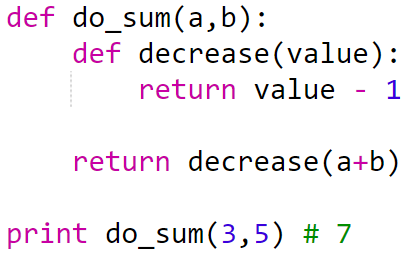 def do_sum(a,b):
    def decrease(value):
        return value - 1

    return decrease(a+b)

print do_sum(3,5) # 7